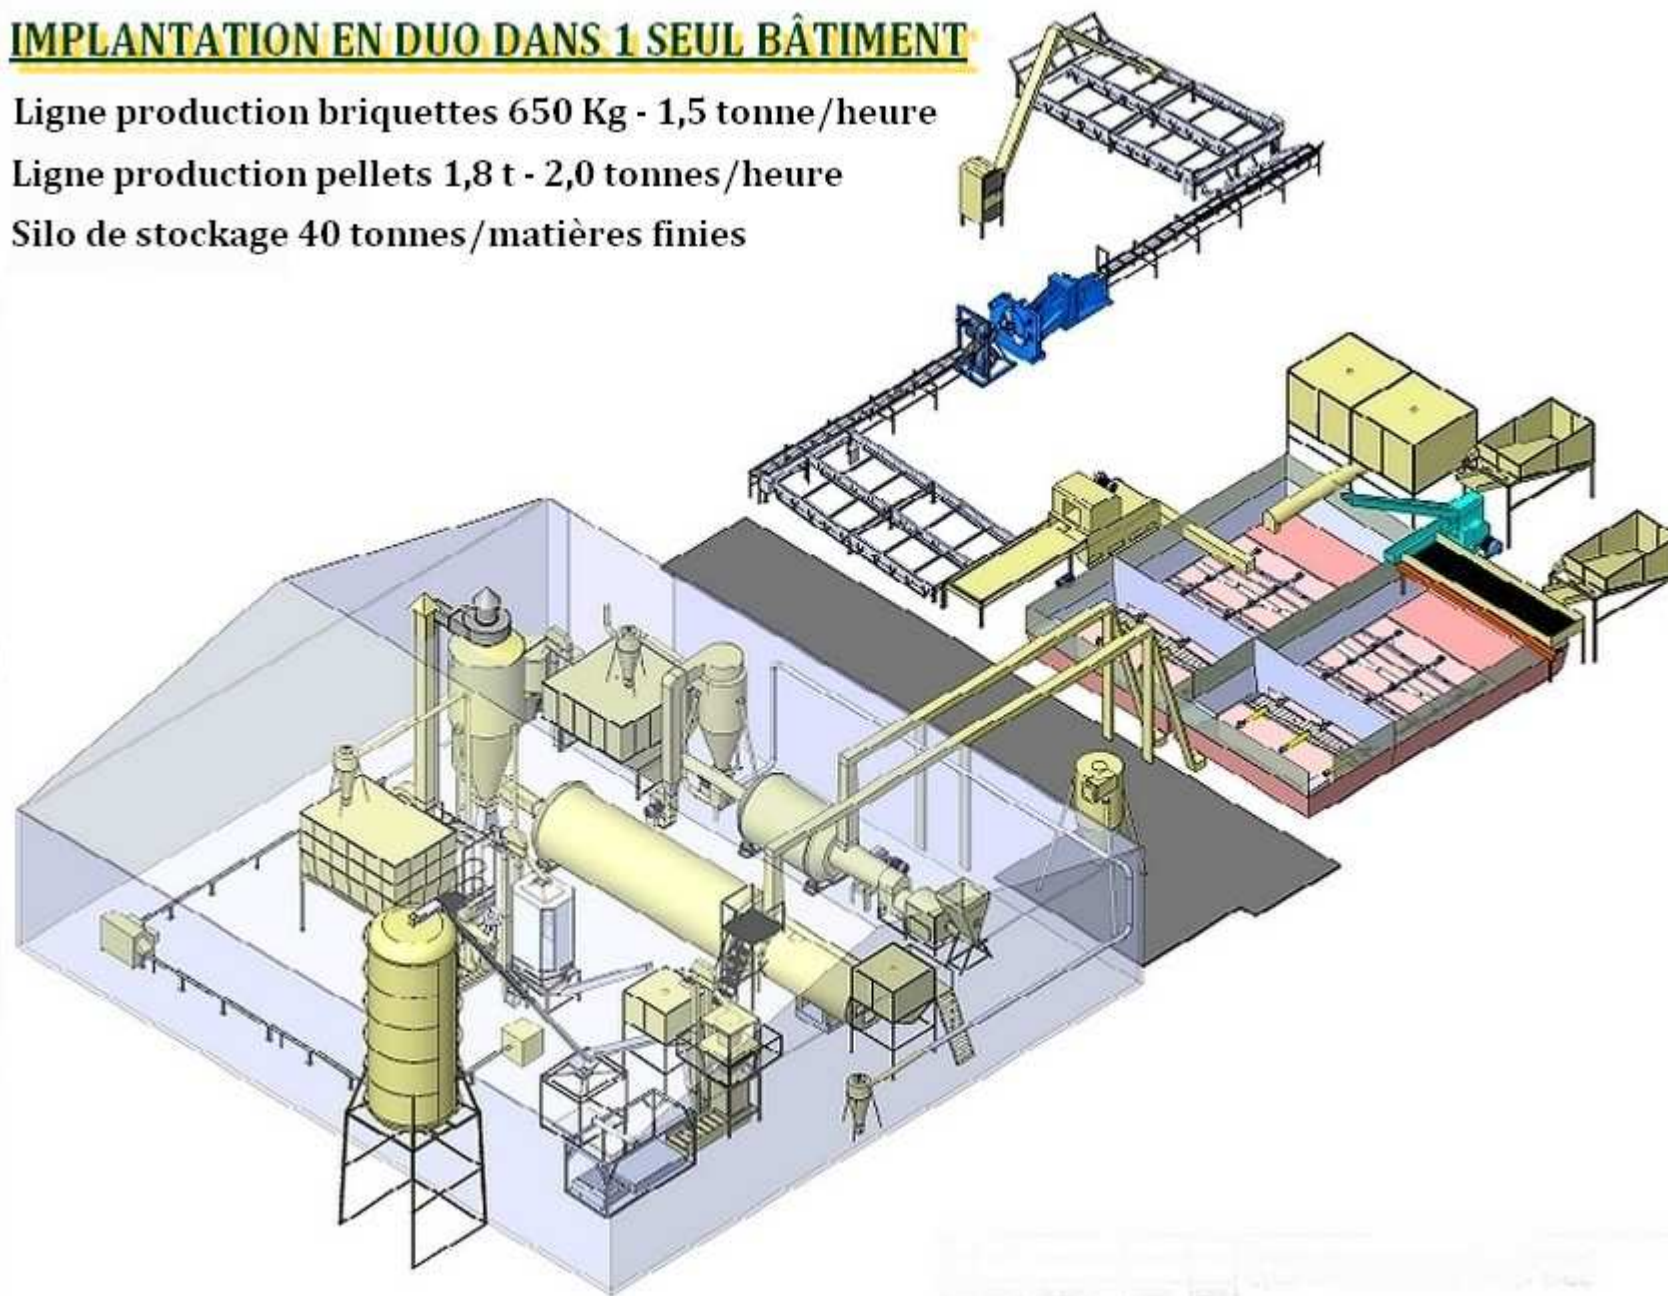 IMPLANTATION EN DUO DANS 1 SEUL BÂTIMENT
Ligne production briquettes 650 Kg - 1,5 tonne/heure
Ligne production pellets 1,8 t - 2,0 tonnes/heure
Silo de stockage 40 tonnes/matières finies